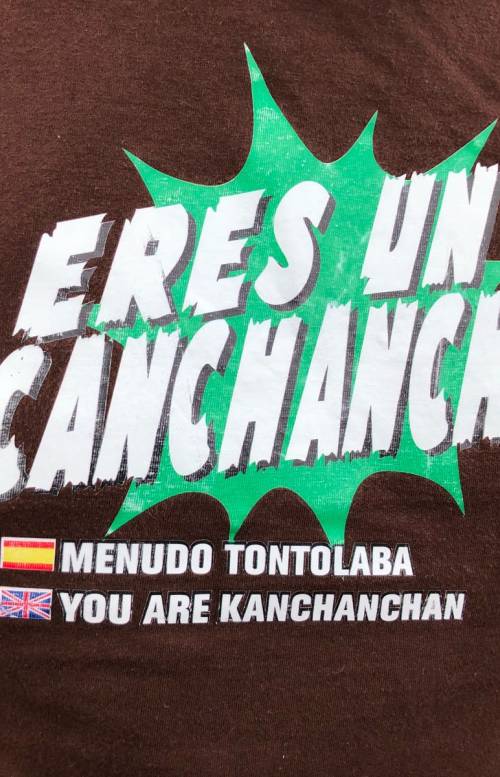 ERES UN
CANCHANCH
MENUDO TONTOLABA
YOU ARE KANCHANCHAN